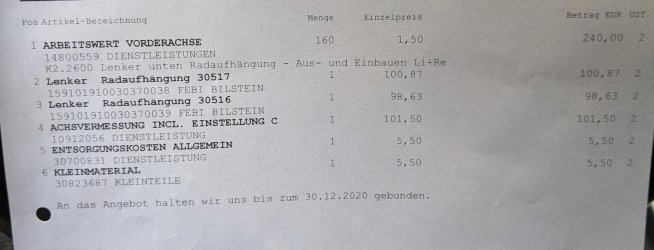 Pos Artikel-Bezeichnung Menge Einzelpreis Betrag EUR UST
1 ARBEITSWERT VORDERACHSE 160 1,50 240,00 2
14800559 DIENSTLEISTUNGEN
K2.2600 Lenker unten Radaufhängung - Aus- und Einbauen Li+Re
2 Lenker Radaufhängung 30517 1 100,87 100,87 2
159101910030370038 FEBI BILSTEIN
3 Lenker Radaufhängung 30516 1 98,63 98,63 2
159101910030370039 FEBI BILSTEIN
4 ACHSVERMESSUNG INCL. EINSTELLUNG C 1 101,50 101,50 2
10912056 DIENSTLEISTUNG
5 ENTSORGUNGSKOSTEN ALLGEMEIN 1 5,50 5,50 2
30700831 DIENSTLEISTUNG
6 KLEINMATERIAL 1 5,50 5,50 2
30823687 KLEINTEILE
An das Angebot halten wir uns bis zum 30.12.2020 gebunden.